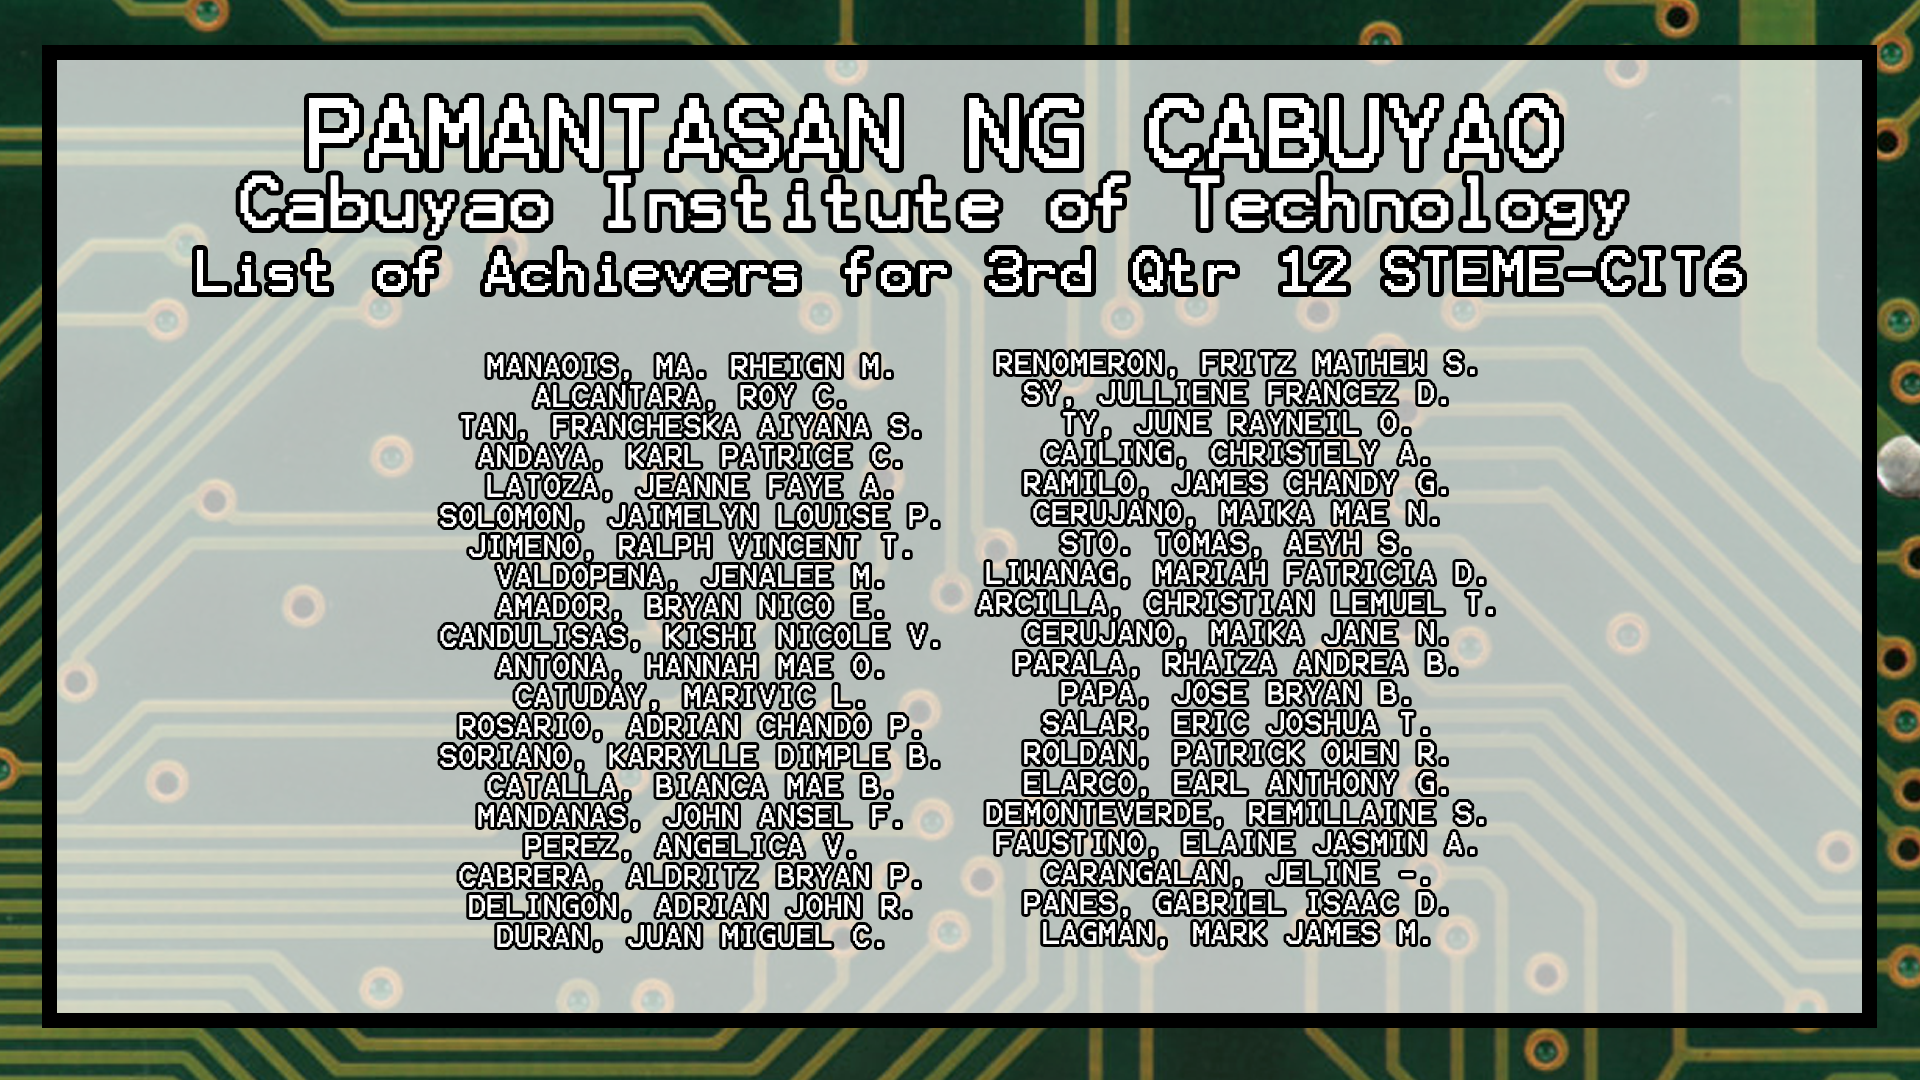 PAMANTASAN NG CABUYAO
Cabuyao Institute of Technology
List of Achievers for 3rd Qtr 12 STEME-CIT6
MANAOIS, MA. RHEIGN M.
ALCANTARA, ROY C.
TAN, FRANCHESKA AIYANA S.
ANDAYA, KARL PATRICE C.
LATOZA, JEANNE FAYE A.
SOLOMON, JAIMELYN LOUISE P.
JIMENO, RALPH VINCENT T.
VALDOPENA, JENALEE M.
AMADOR, BRYAN NICO E.
CANDULISAS, KISHI NICOLE V.
ANTONA, HANNAH MAE O.
CATUDAY, MARIVIC L.
ROSARIO, ADRIAN CHANDO P.
SORIANO, KARRYLLE DIMPLE B.
CATALLA, BIANCA MAE B.
MANDANAS, JOHN ANSEL F.
PEREZ, ANGELICA V.
CABRERA, ALDRITZ BRYAN P.
DELINGON, ADRIAN JOHN R.
DURAN, JUAN MIGUEL C.
RENOMERON, FRITZ MATHEW S.
SY, JULLIENE FRANCEZ D.
TY, JUNE RAYNEIL O.
CAILING, CHRISTELY A.
RAMILO, JAMES CHANDY G.
CERUJANO, MAIKA MAE N.
STO. TOMAS, AEYH S.
LIWANAG, MARIAH FATRICIA D.
ARCILLA, CHRISTIAN LEMUEL T.
CERUJANO, MAIKA JANE N.
PARALA, RHAIZA ANDREA B.
PAPA, JOSE BRYAN B.
SALAR, ERIC JOSHUA T.
ROLDAN, PATRICK OWEN R.
ELARCO, EARL ANTHONY G.
DEMONTEVERDE, REMILLAINE S.
FAUSTINO, ELAINE JASMIN A.
CARANGALAN, JELINE -.
PANES, GABRIEL ISAAC D.
LAGMAN, MARK JAMES M.